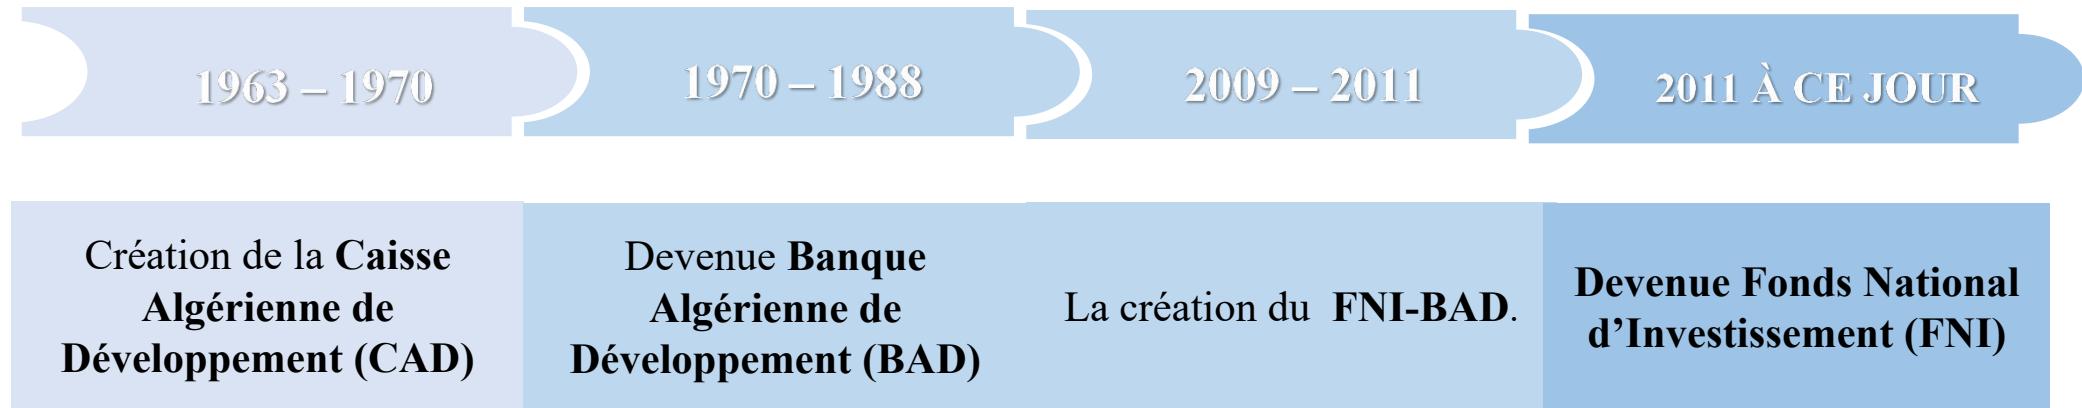 1963 – 1970
1970 – 1988
2009 – 2011
2011 À CE JOUR
Création de la Caisse
Algérienne de
Développement (CAD)
Devenue Banque
Algérienne de
Développement (BAD)
La création du FNI-BAD.
Devenue Fonds National
d’Investissement (FNI)